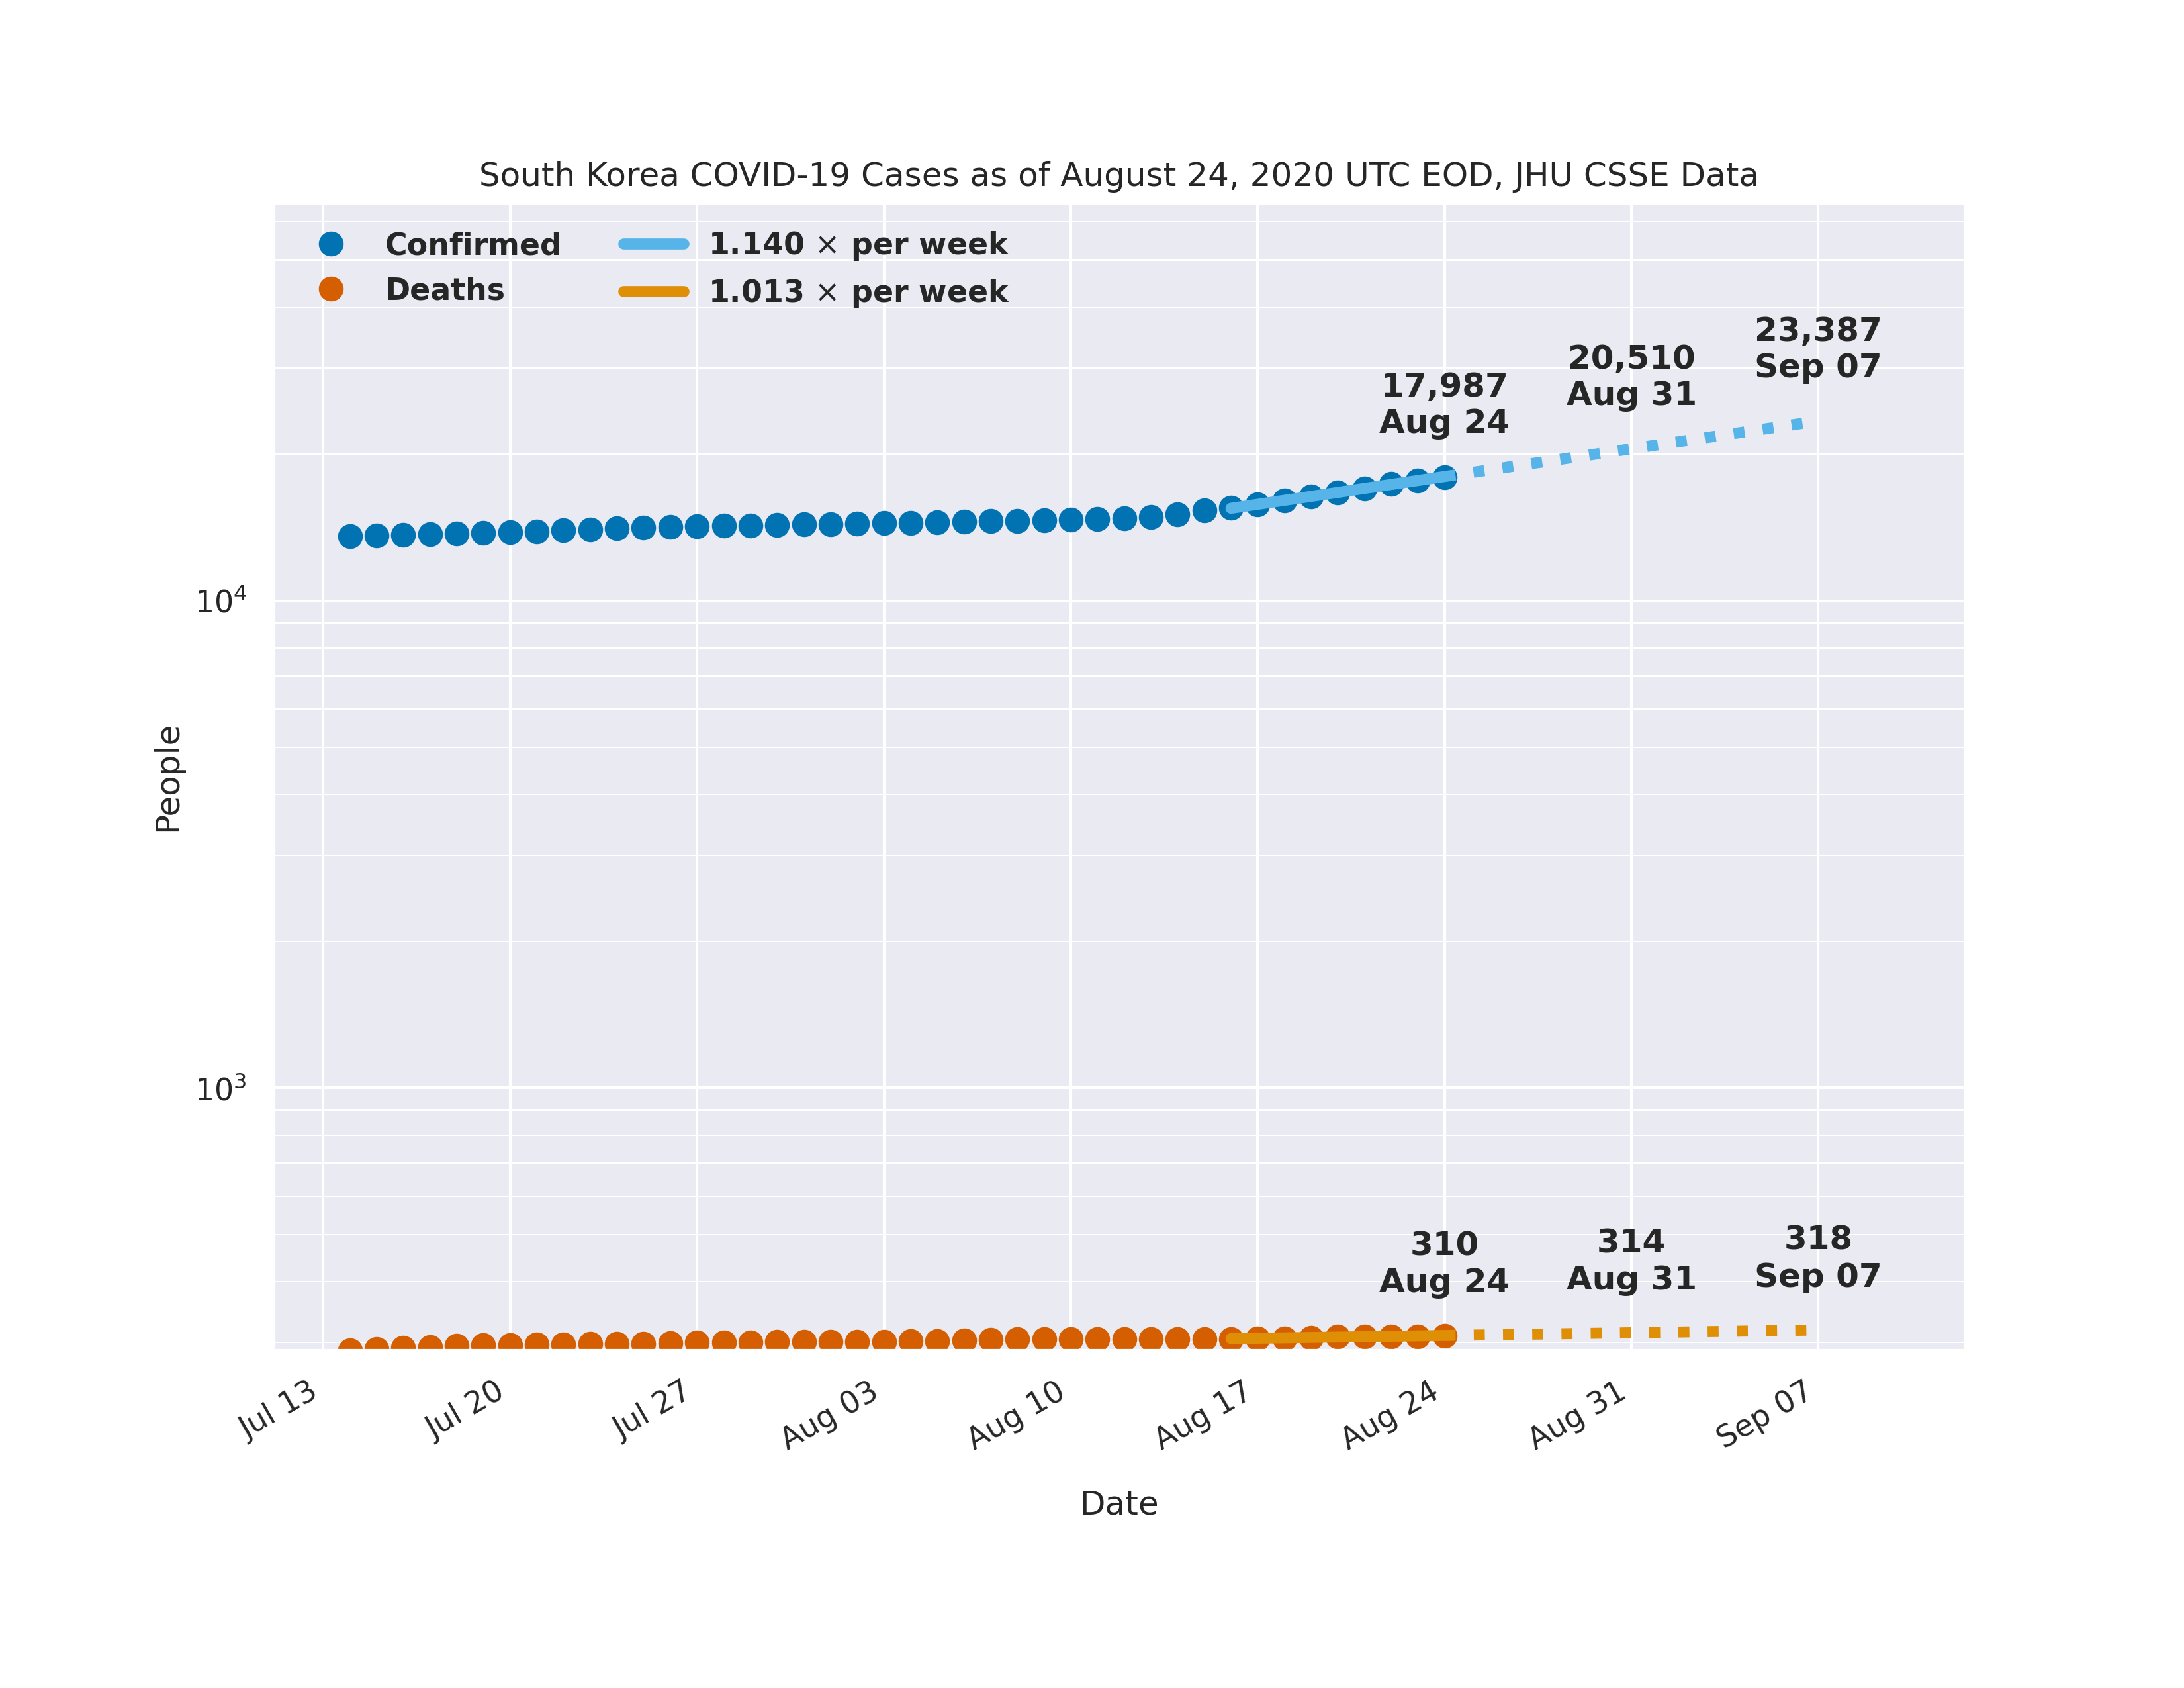 South Korea COVID-19 Cases as of August 24, 2020 UTC EOD, JHU CSSE Data
Confirmed
Deaths
1.140 × per week
1.013 × per week
23,387
Sep 07
20,510
Aug 31
17,987
Aug 24
10⁴
10³
People
310
Aug 24
314
Aug 31
318
Sep 07
Jul 13
Jul 20
Jul 27
Aug 03
Aug 10
Aug 17
Aug 24
Aug 31
Sep 07
Date